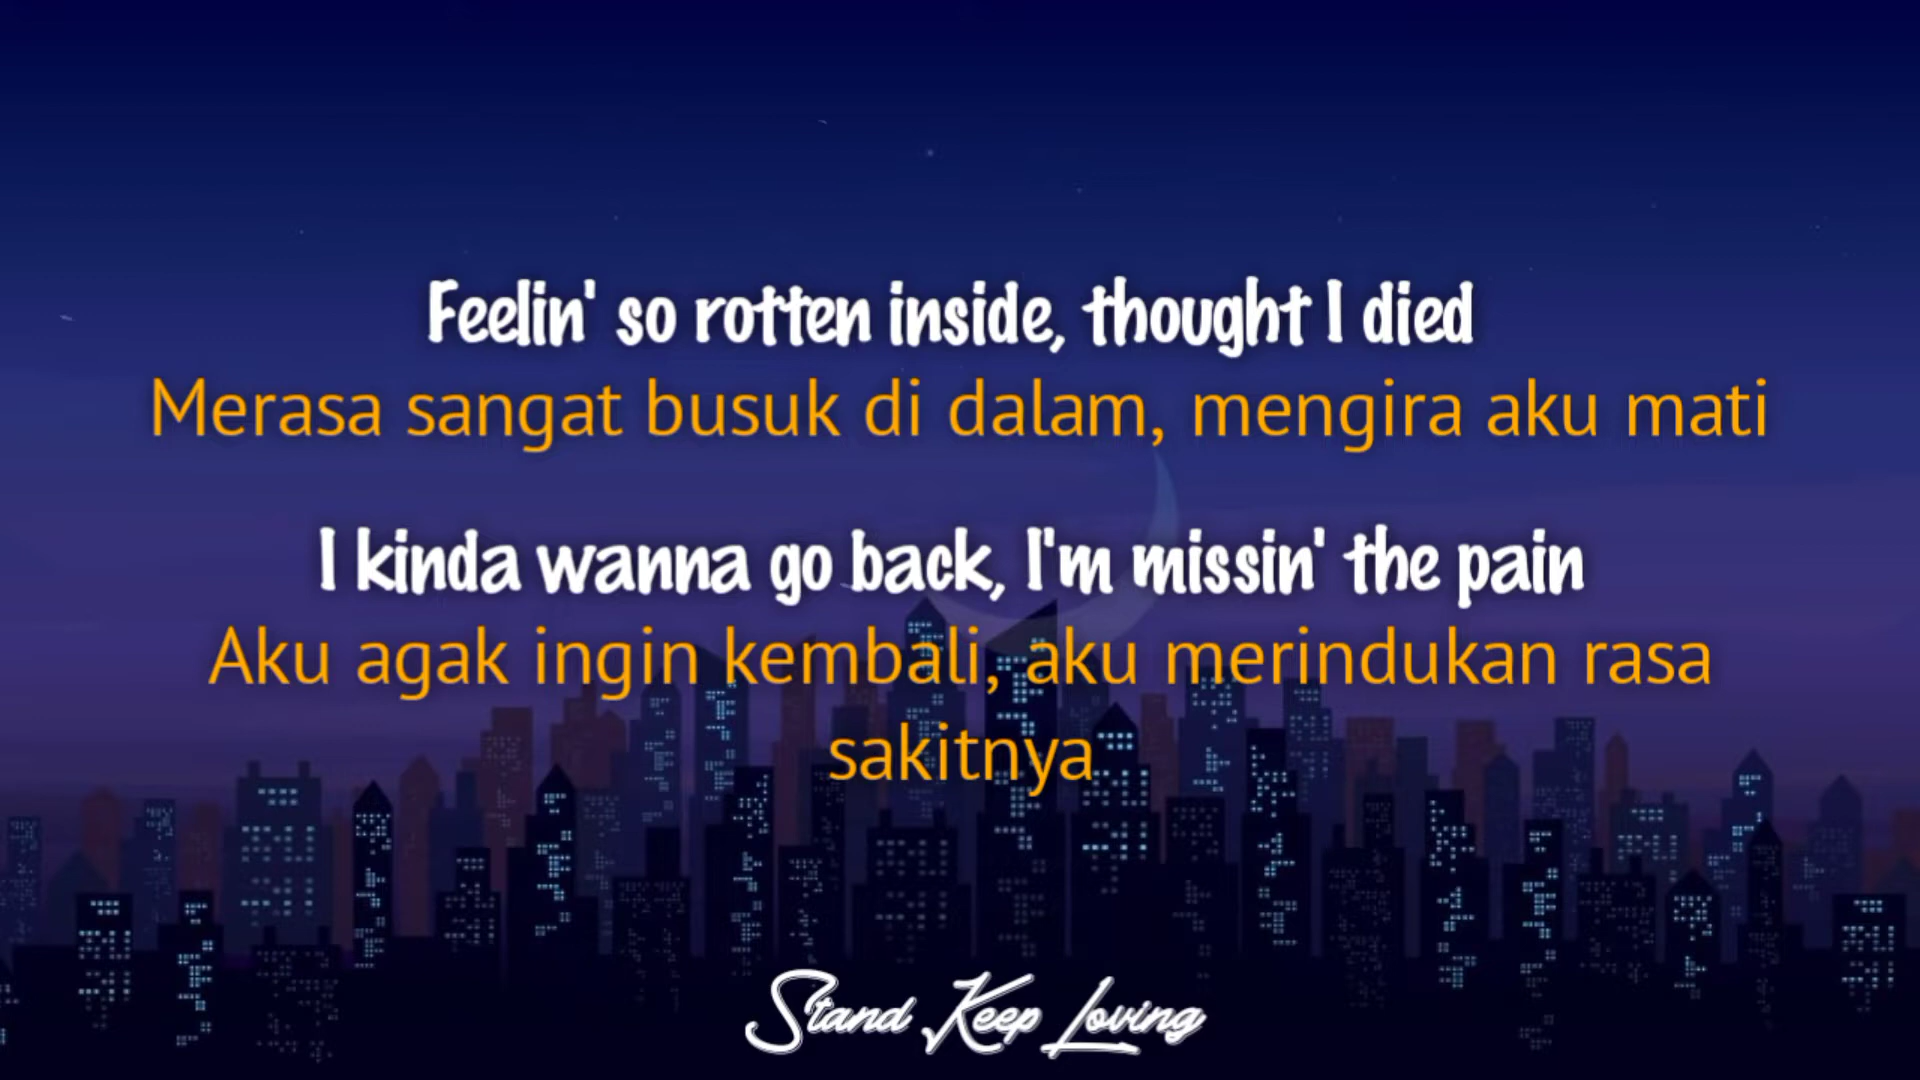 Feelin' so rotten inside, thought I died
Merasa sangat busuk di dalam, mengira aku mati
I kinda wanna go back, I'm missin' the pain
Aku agak ingin kembali, aku merindukan rasa
sakitnya
Stand Keep Loving